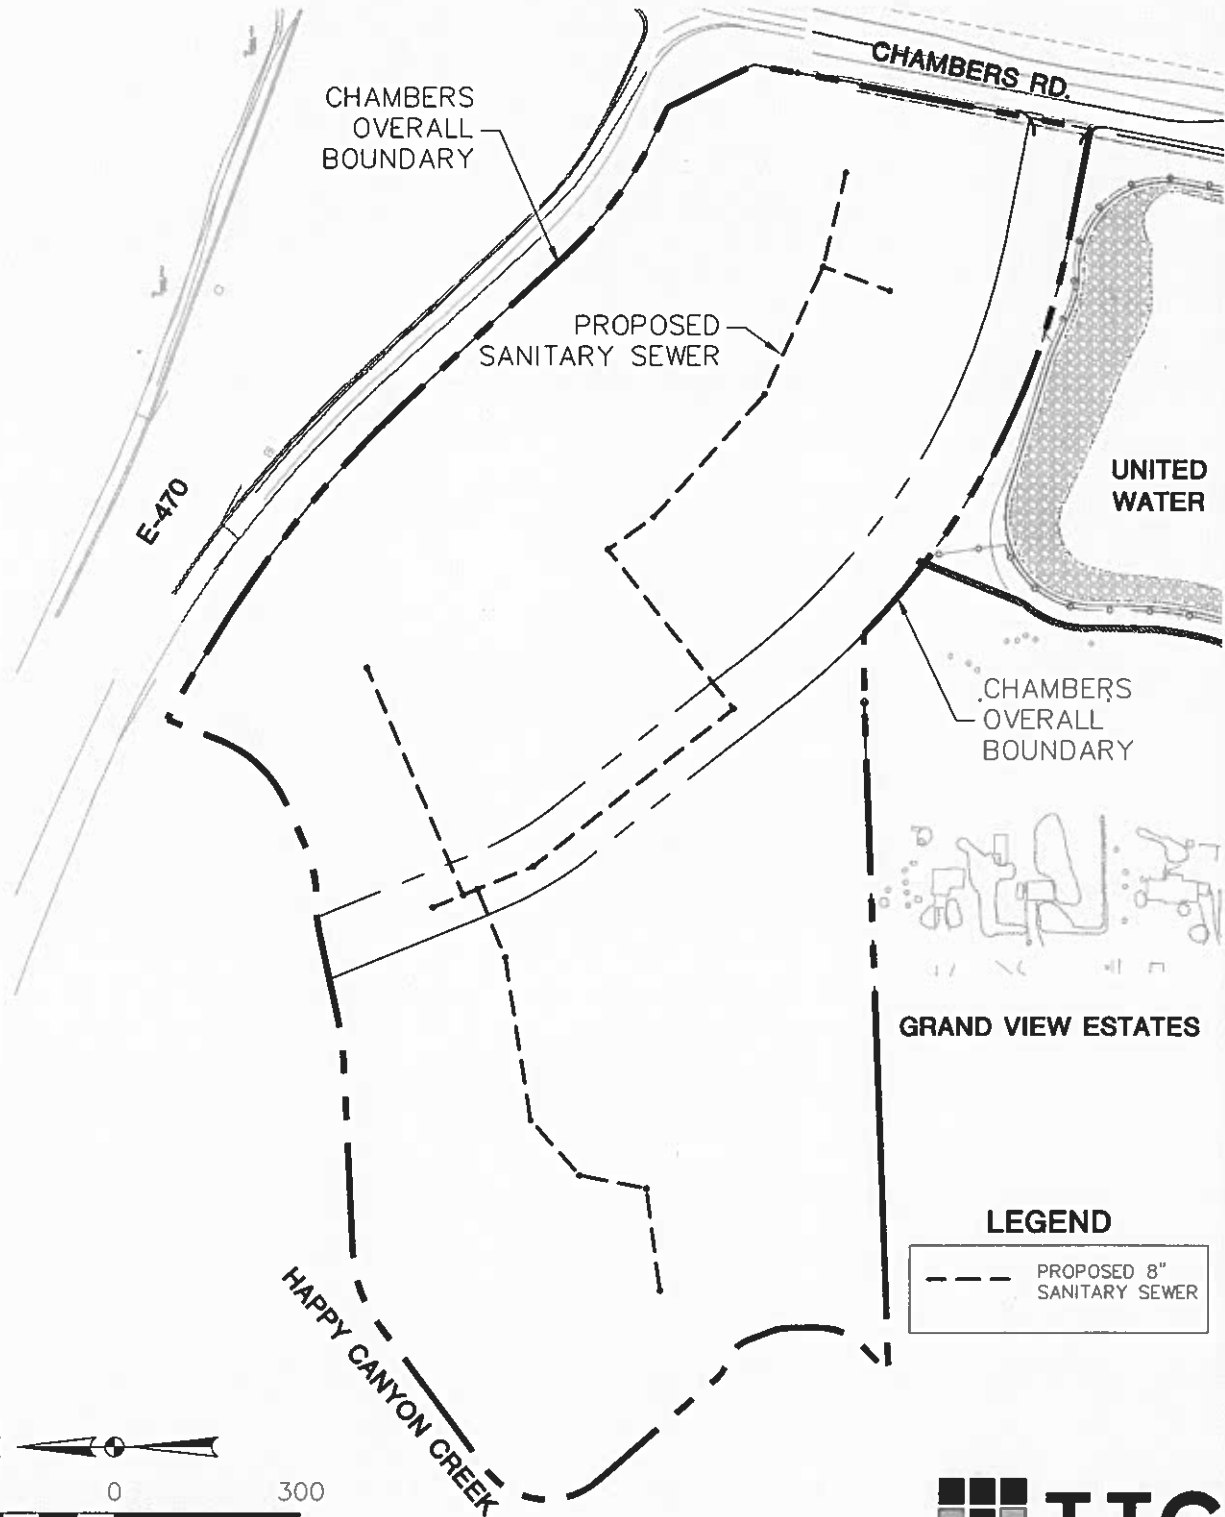 CHAMBERS RD.
CHAMBERS
OVERALL
BOUNDARY
PROPOSED
SANITARY SEWER
E-470
UNITED
WATER
CHAMBERS
OVERALL
BOUNDARY
GRAND VIEW ESTATES
LEGEND
PROPOSED 8"
SANITARY SEWER
HAPPY CANYON CREEK
0 300